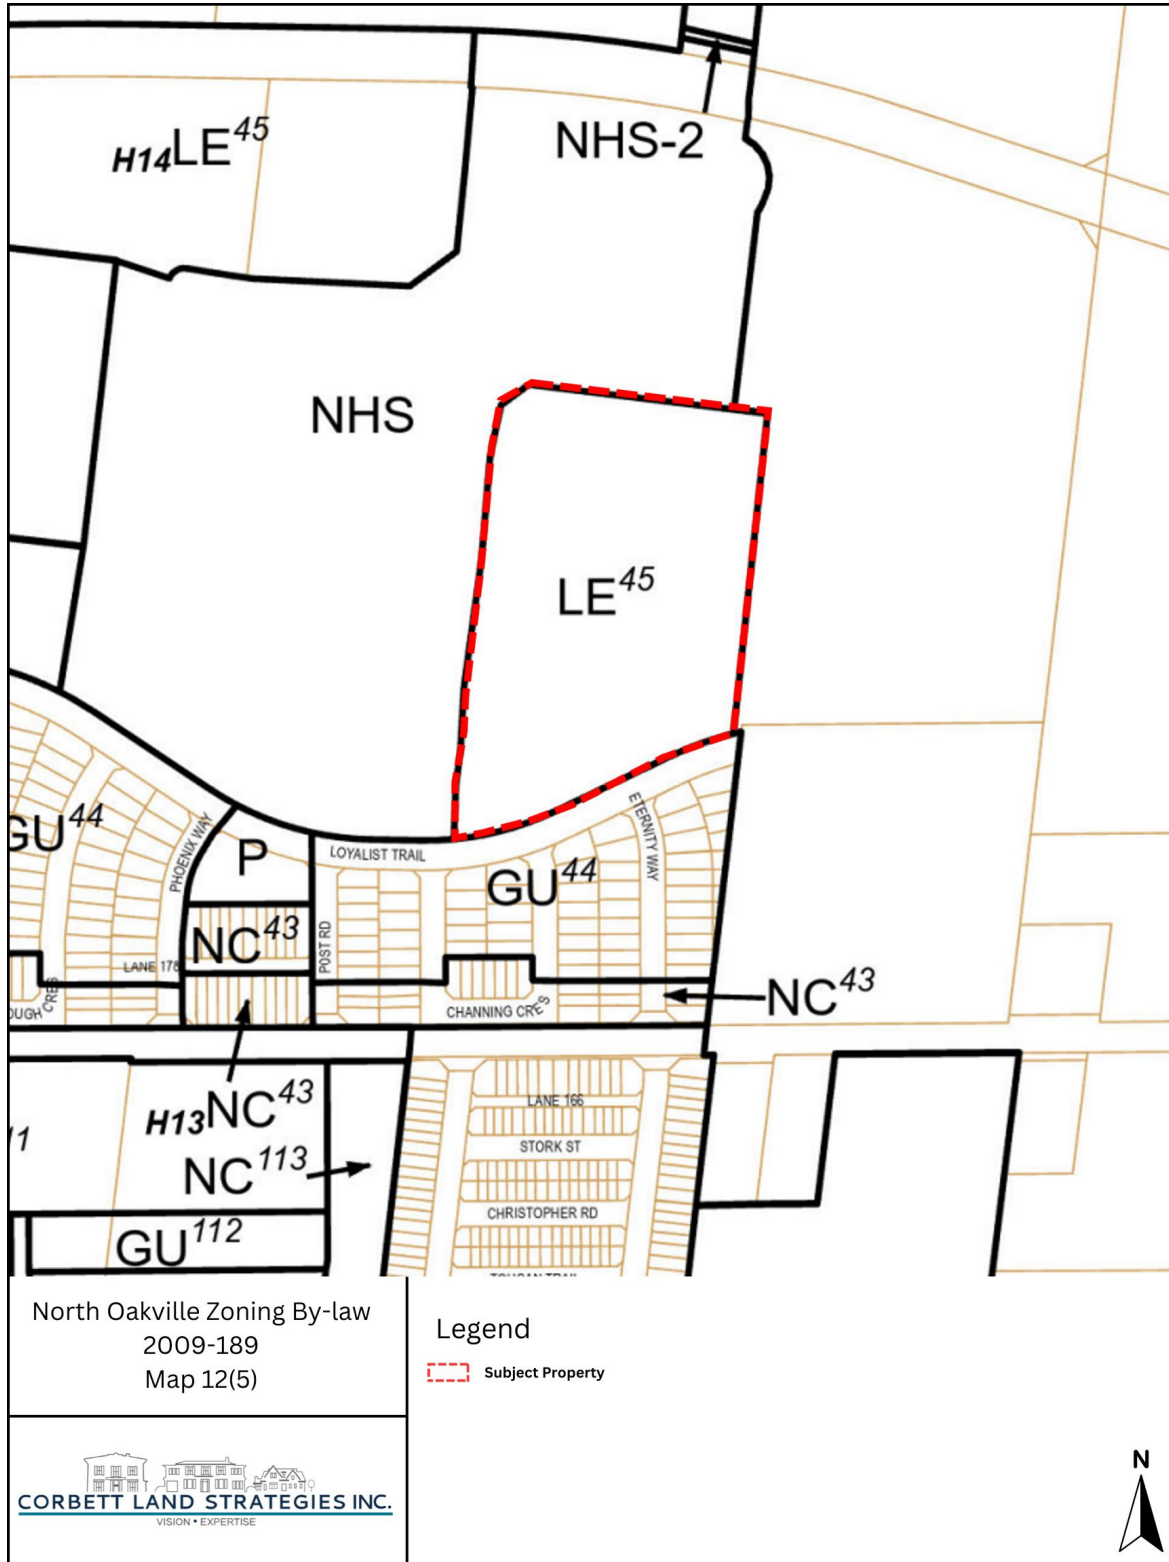 H14LE45
NHS-2
NHS
LE45
GU44
PHOENIX WAY
P
LOYALIST TRAIL
ETERNITY WAY
GU44
NC43
POST RD
LANE 178
CRES
CHANNING CRES
NC43
H13NC43
LANE 166
NC113
STORK ST
CHRISTOPHER RD
GU112
North Oakville Zoning By-law
2009-189
Map 12(5)
Legend
Subject Property
N
CORBETT LAND STRATEGIES INC.
VISION • EXPERTISE